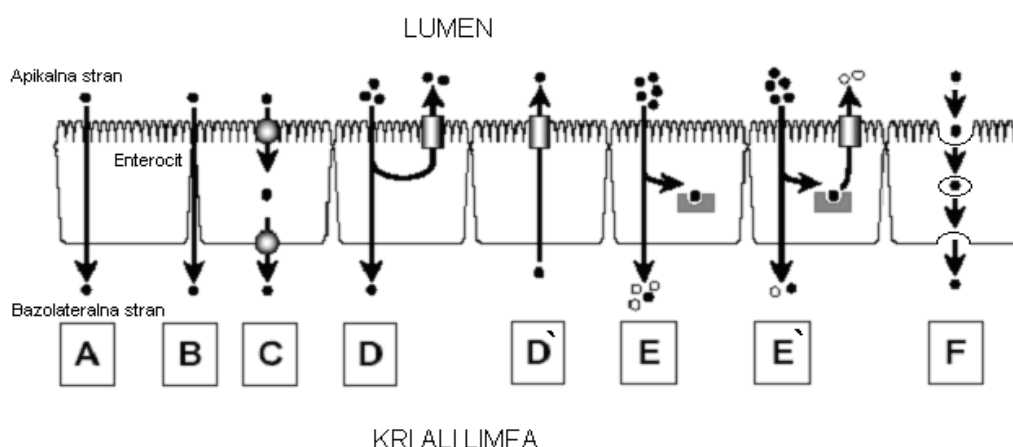 LUMEN
Apikalna stran
Enterocit
Bazolateralna stran
A B C D D` E E` F
KRI ALI LIMFA